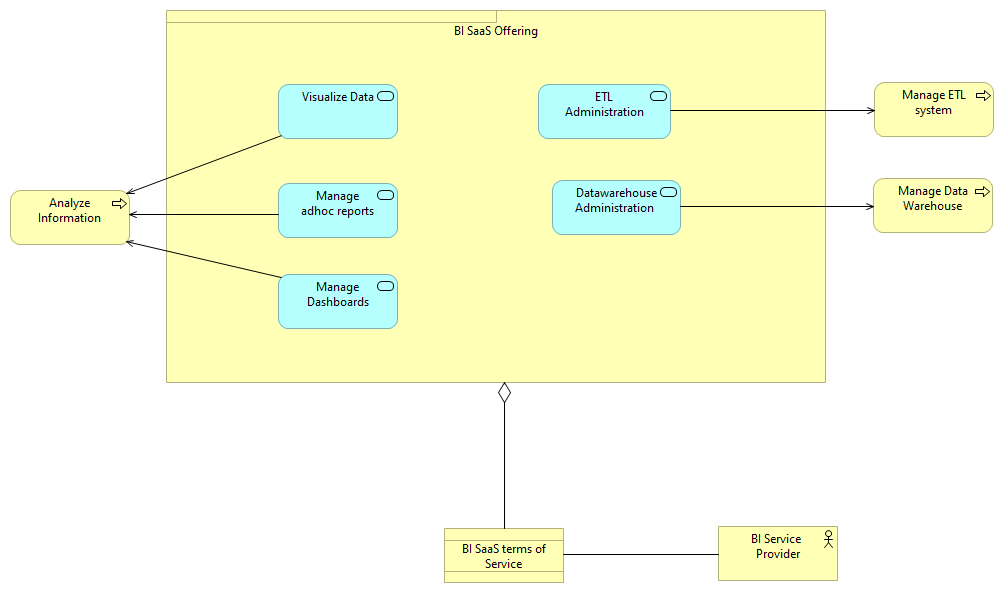 BI SaaS Offering
Visualize Data
ETL
Administration
Manage ETL
system
Manage
adhoc reports
Datawarehouse
Administration
Manage Data
Warehouse
Analyze
Information
Manage
Dashboards
BI SaaS terms of
Service
BI Service
Provider